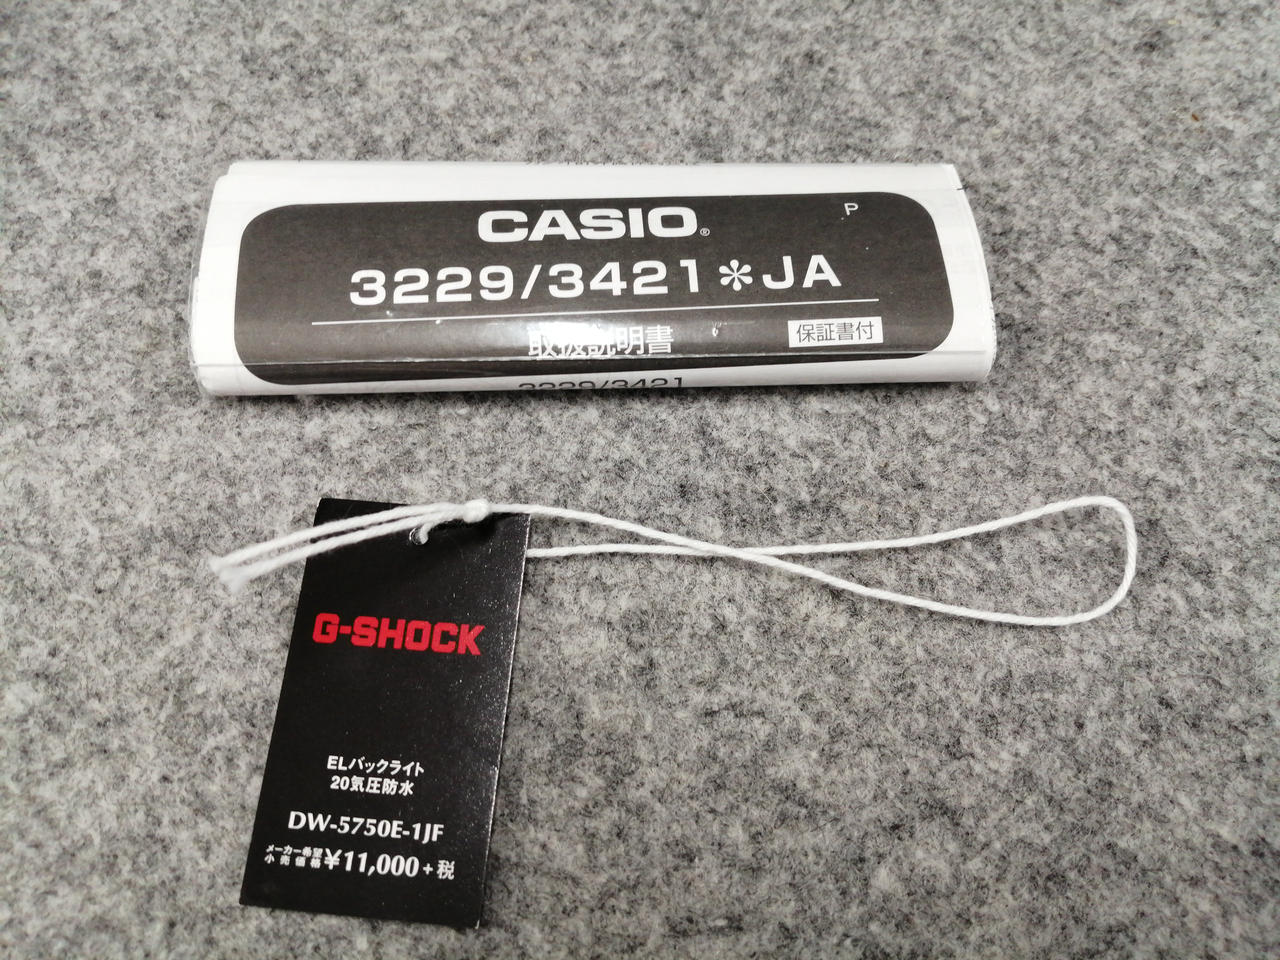 CASIO®
P
3229/3421✽JA
取扱説明書
保証書付
3229/3421
G-SHOCK
ELバックライト
20気圧防水
DW-5750E-1JF
メーカー希望
小売価格 ¥11,000+税